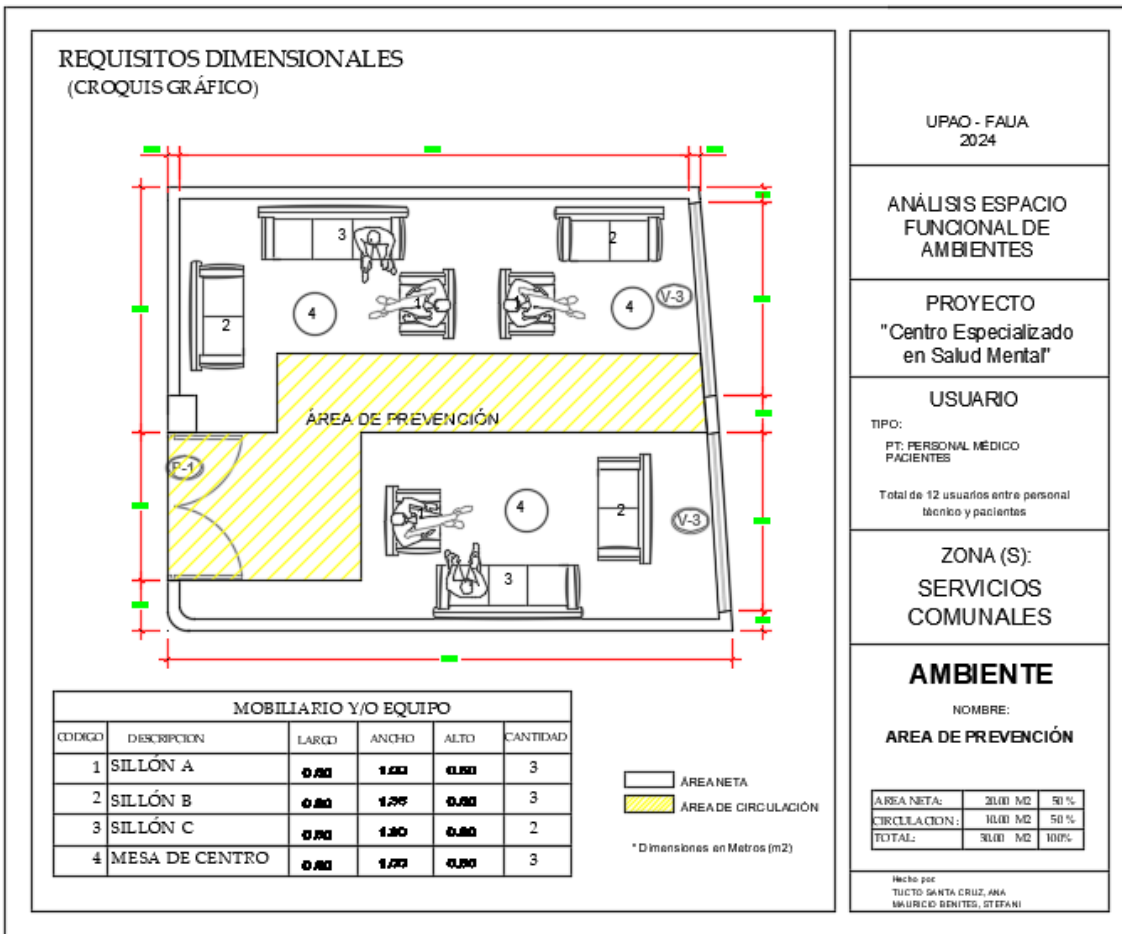 REQUISITOS DIMENSIONALES
(CROQUIS GRÁFICO)
3
2
2
4
1
4
V-3
ÁREA DE PREVENCIÓN
P-1
1
4
2
V-3
3
MOBILIARIO Y/O EQUIPO
CODIGO DESCRIPCION LARGO ANCHO ALTO CANTIDAD
1 SILLÓN A 3
2 SILLÓN B 3
3 SILLÓN C 2
4 MESA DE CENTRO 3
ÁREA NETA
ÁREA DE CIRCULACIÓN
* Dimensiones en Metros (m2)
UPAO - FAUA
2024
ANÁLISIS ESPACIO
FUNCIONAL DE
AMBIENTES
PROYECTO
"Centro Especializado
en Salud Mental"
USUARIO
TIPO:
PT: PERSONAL MÉDICO
PACIENTES
Total de 12 usuarios entre personal
técnico y pacientes
ZONA (S):
SERVICIOS
COMUNALES
AMBIENTE
NOMBRE:
AREA DE PREVENCIÓN
AREA NETA: 20.00 M2 50 %
CIRCULACION: 10.00 M2 50 %
TOTAL: 30.00 M2 100%
Hecho por:
TUCTO SANTA CRUZ, ANA
MAURICIO BENITES, STEFANI